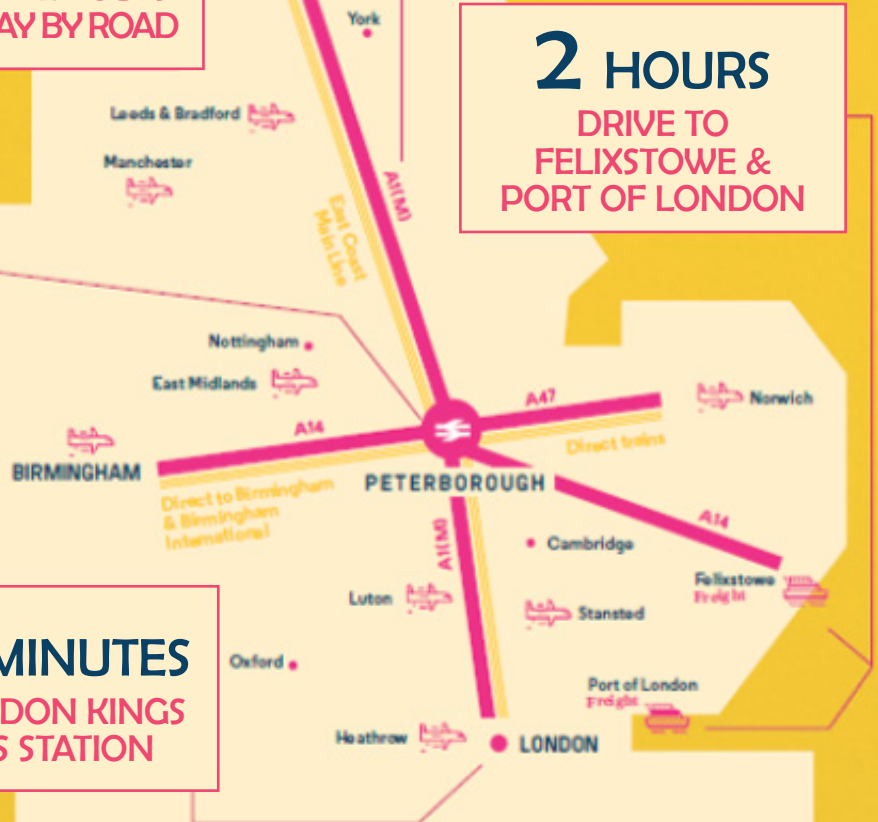 AY BY ROAD
York
2 HOURS
DRIVE TO
FELIXSTOWE &
PORT OF LONDON
Leeds & Bradford
Manchester
A1(M)
East Coast
Main Line
Nottingham
East Midlands
A47
Norwich
A14
Direct trains
BIRMINGHAM
PETERBOROUGH
Direct to Birmingham
& Birmingham
International
A14
A1(M)
Cambridge
Felixstowe
Freight
Luton
Stansted
MINUTES
Oxford
DON KINGS
S STATION
Port of London
Freight
Heathrow
LONDON